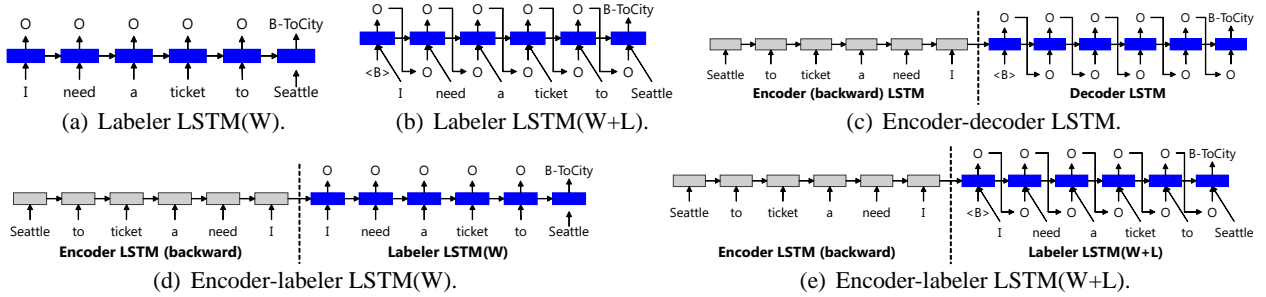 O O O O O B-ToCity
I need a ticket to Seattle
(a) Labeler LSTM(W).
O O O O O B-ToCity
<B> O O O O O
I need a ticket to Seattle
(b) Labeler LSTM(W+L).
O O O O O B-ToCity
Seattle to ticket a need I <B> O O O O O
Encoder (backward) LSTM Decoder LSTM
(c) Encoder-decoder LSTM.
O O O O O B-ToCity
Seattle to ticket a need I I need a ticket to Seattle
Encoder LSTM (backward) Labeler LSTM(W)
(d) Encoder-labeler LSTM(W).
O O O O O B-ToCity
Seattle to ticket a need I <B> O O O O O
I need a ticket to Seattle
Encoder LSTM (backward) Labeler LSTM(W+L)
(e) Encoder-labeler LSTM(W+L).